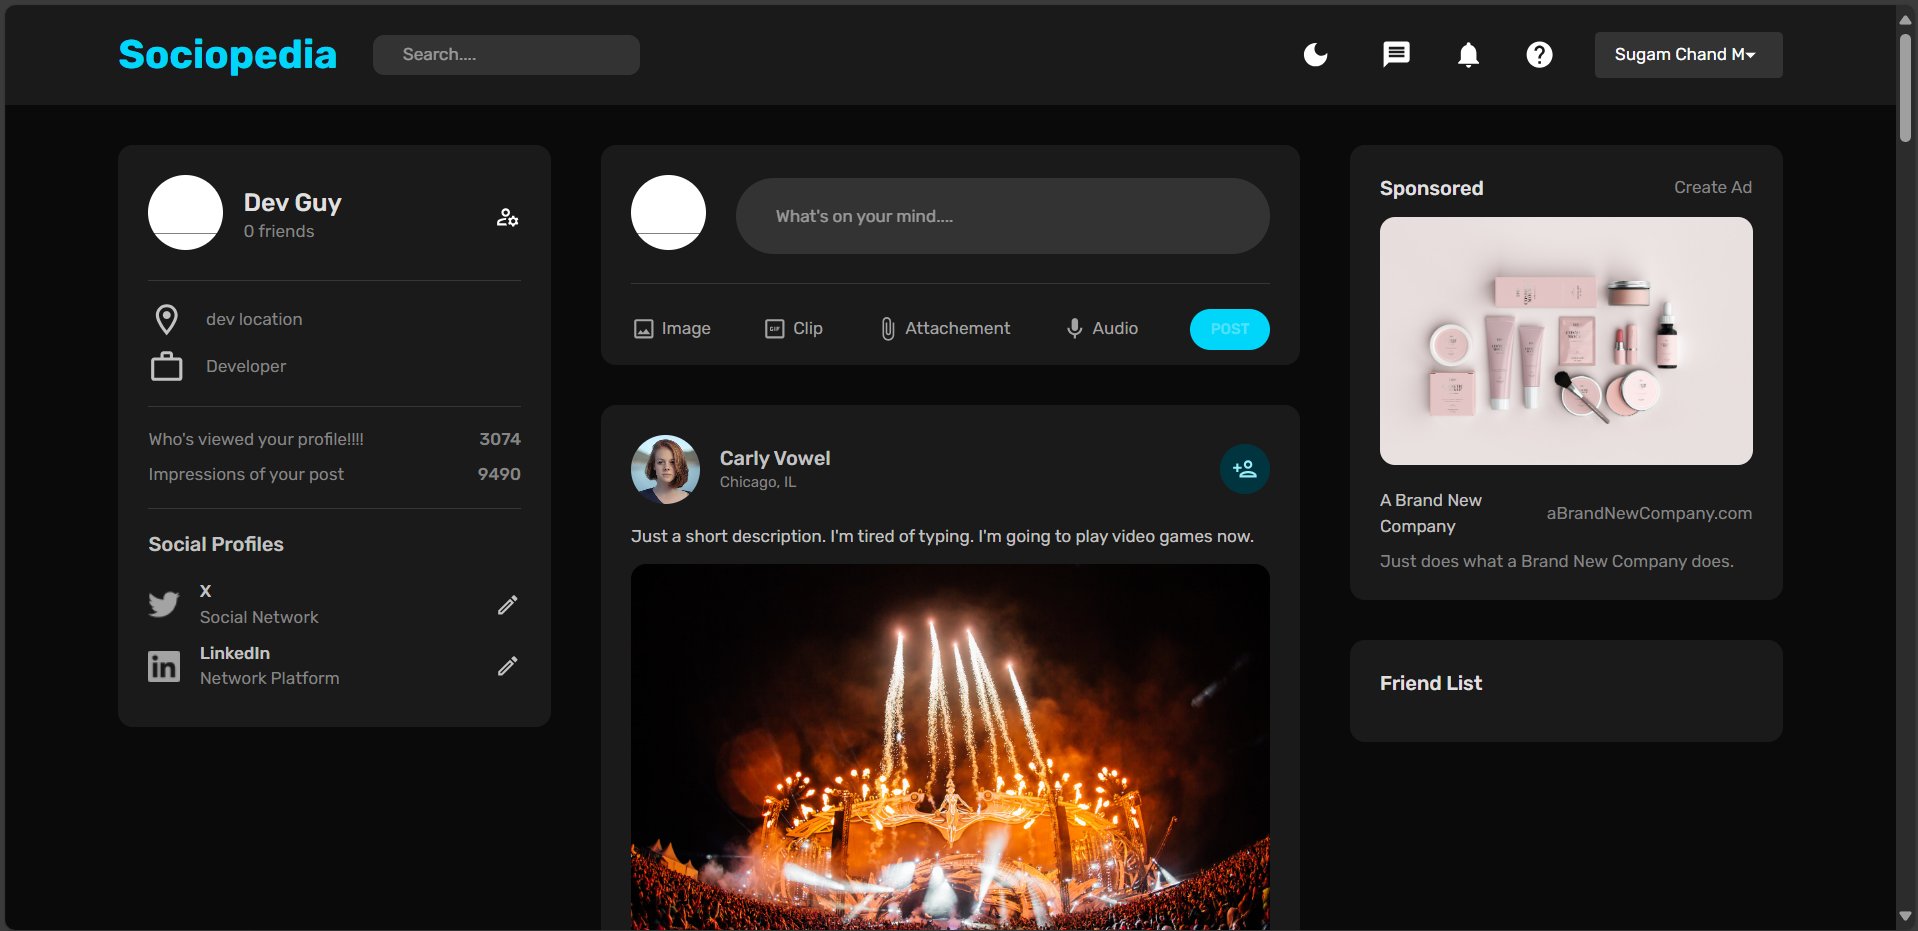 Sociopedia
Search....
Sugam Chand M
Dev Guy
0 friends
dev location
Developer
Who's viewed your profile!!!!
3074
Impressions of your post
9490
Social Profiles
X
Social Network
LinkedIn
Network Platform
What's on your mind....
Image
GIF
Clip
Attachement
Audio
POST
Carly Vowel
Chicago, IL
Just a short description. I'm tired of typing. I'm going to play video games now.
Sponsored
Create Ad
A Brand New
Company
aBrandNewCompany.com
Just does what a Brand New Company does.
Friend List